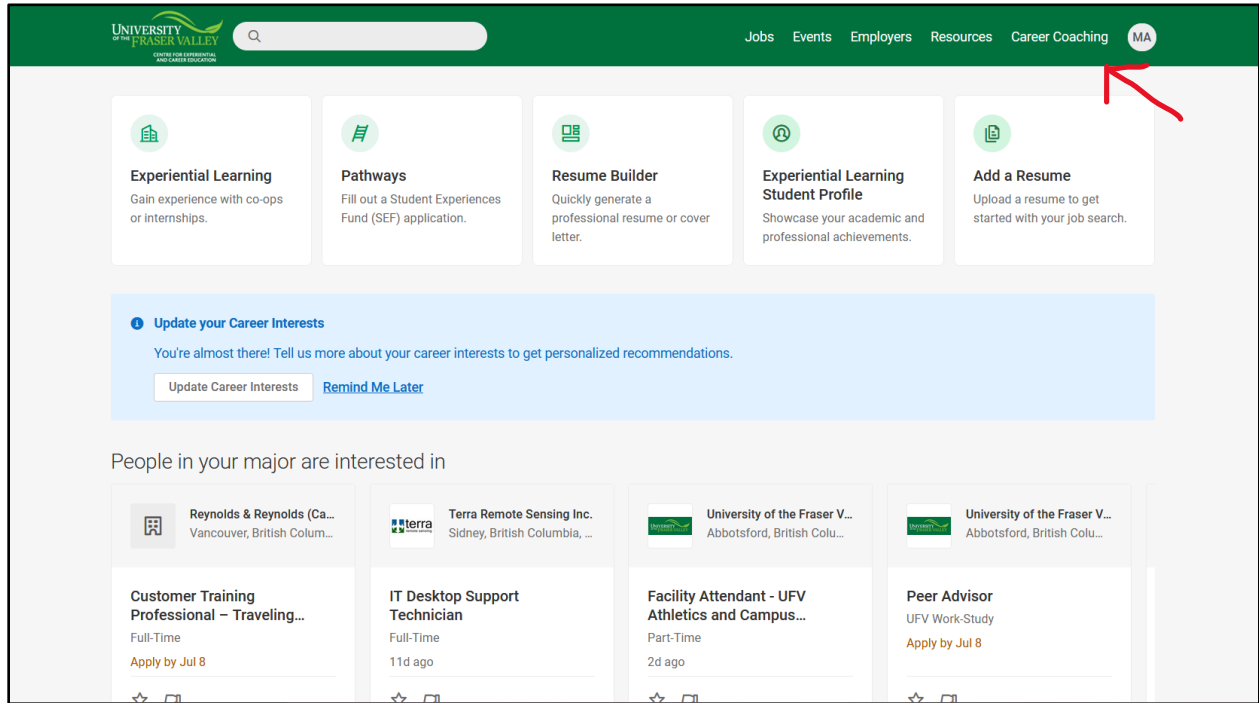 UNIVERSITY
OF THE FRASER VALLEY
CENTRE FOR EXPERIENTIAL
AND CAREER EDUCATION
Jobs Events Employers Resources Career Coaching MA
Experiential Learning
Gain experience with co-ops
or internships.
Pathways
Fill out a Student Experiences
Fund (SEF) application.
Resume Builder
Quickly generate a
professional resume or cover
letter.
Experiential Learning
Student Profile
Showcase your academic and
professional achievements.
Add a Resume
Upload a resume to get
started with your job search.
Update your Career Interests
You're almost there! Tell us more about your career interests to get personalized recommendations.
Update Career Interests Remind Me Later
People in your major are interested in
Reynolds & Reynolds (Ca...
Vancouver, British Colum...
Customer Training
Professional – Traveling...
Full-Time
Apply by Jul 8
terra
Terra Remote Sensing Inc.
Sidney, British Columbia, ...
IT Desktop Support
Technician
Full-Time
11d ago
University of the Fraser V...
Abbotsford, British Colu...
Facility Attendant - UFV
Athletics and Campus...
Part-Time
2d ago
University of the Fraser V...
Abbotsford, British Colu...
Peer Advisor
UFV Work-Study
Apply by Jul 8